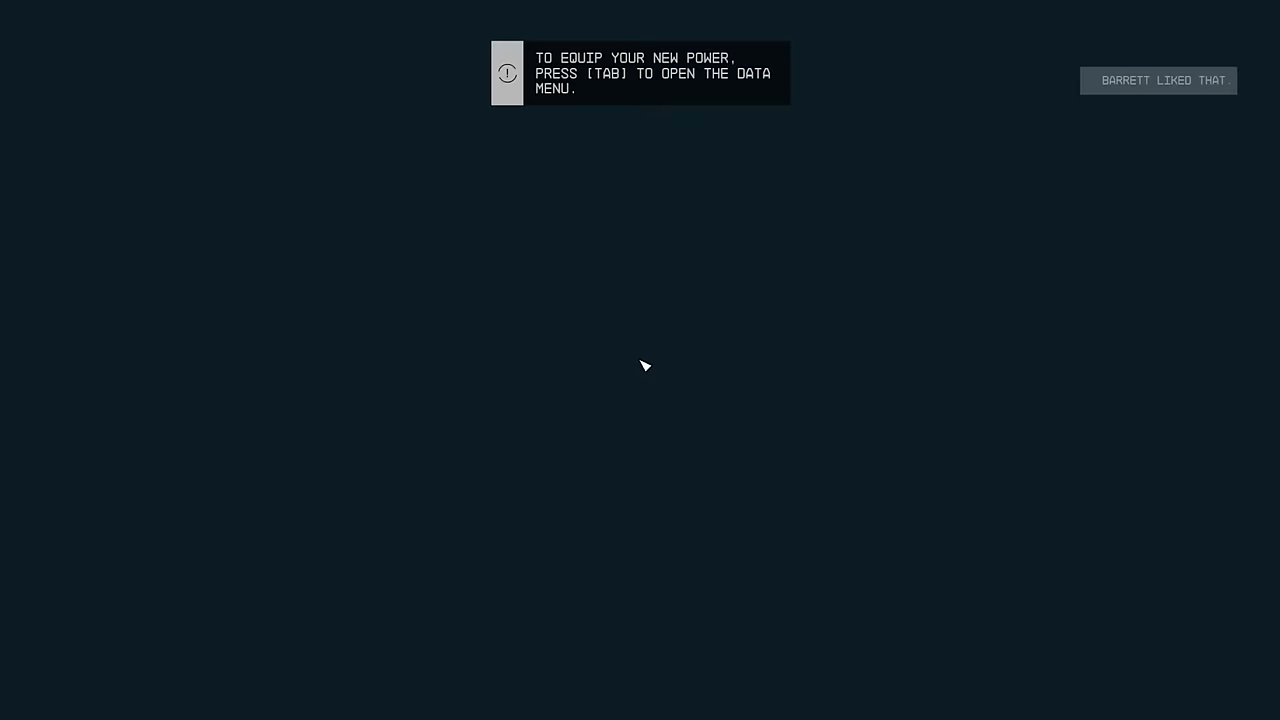 TO EQUIP YOUR NEW POWER,
PRESS [TAB] TO OPEN THE DATA
MENU.
BARRETT LIKED THAT.